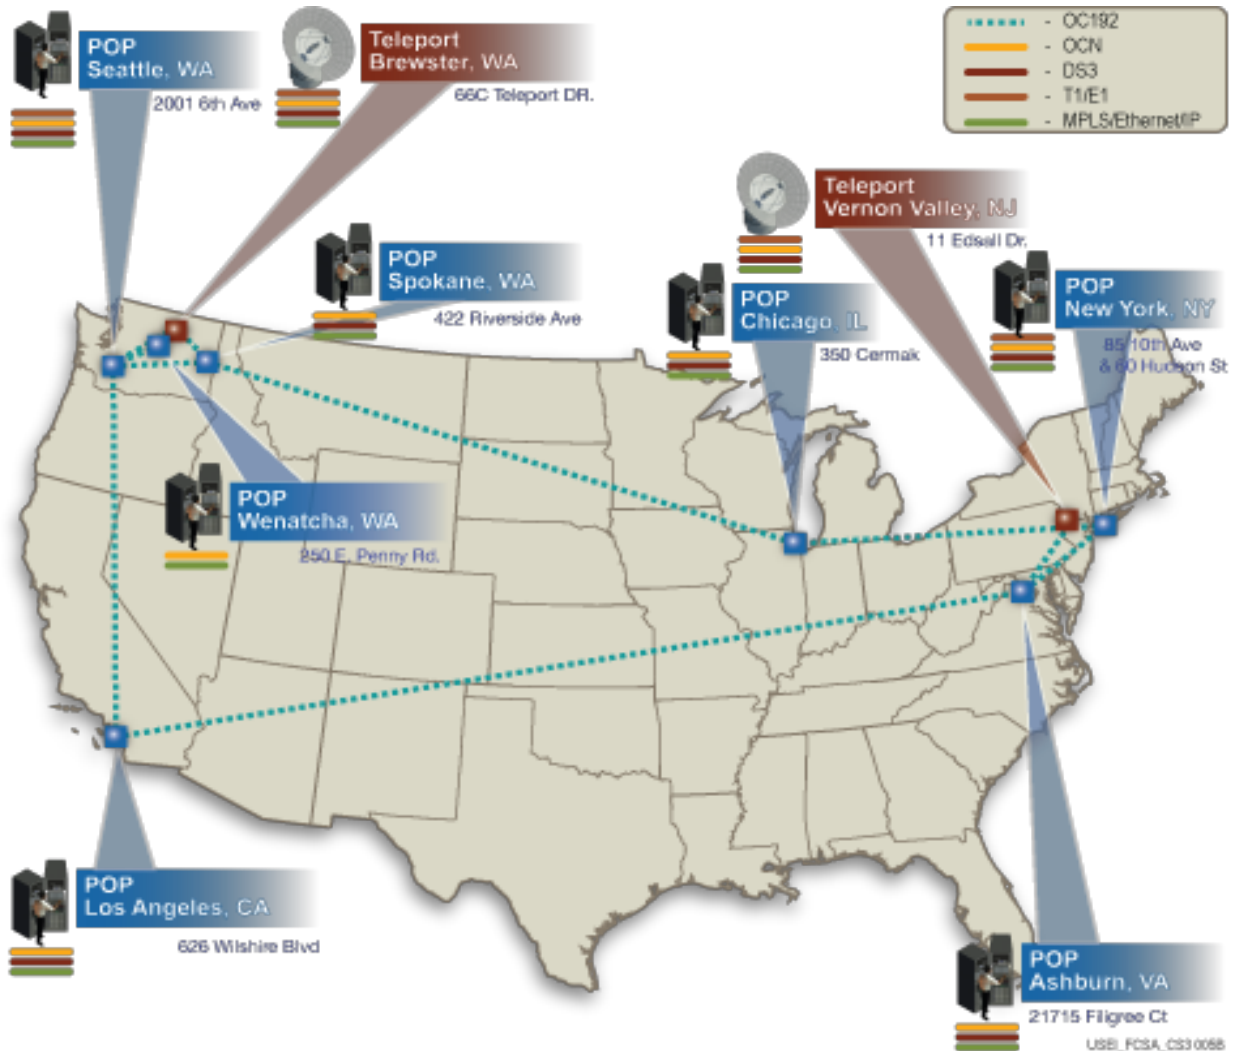 POP
Seattle, WA
2001 6th Ave
Teleport
Brewster, WA
66C Teleport DR.
- OC192
- OCN
- DS3
- T1/E1
- MPLS/Ethernet/IP
Teleport
Vernon Valley, NJ
11 Edsall Dr.
POP
Spokane, WA
422 Riverside Ave
POP
Chicago, IL
350 Cermak
POP
New York, NY
85 10th Ave
& 60 Hudson St
POP
Wenatcha, WA
250 E. Penny Rd.
POP
Los Angeles, CA
626 Wilshire Blvd
POP
Ashburn, VA
21715 Filigree Ct
USEI_FCSA_CS3005B